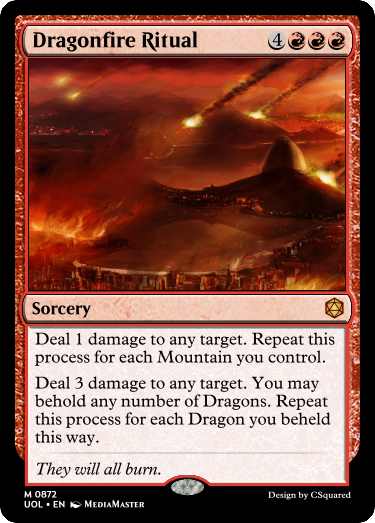 Dragonfire Ritual 4
Sorcery
Deal 1 damage to any target. Repeat this
process for each Mountain you control.
Deal 3 damage to any target. You may
behold any number of Dragons. Repeat
this process for each Dragon you beheld
this way.
They will all burn.
M 0872
UOL • EN MediaMaster
Design by CSquared